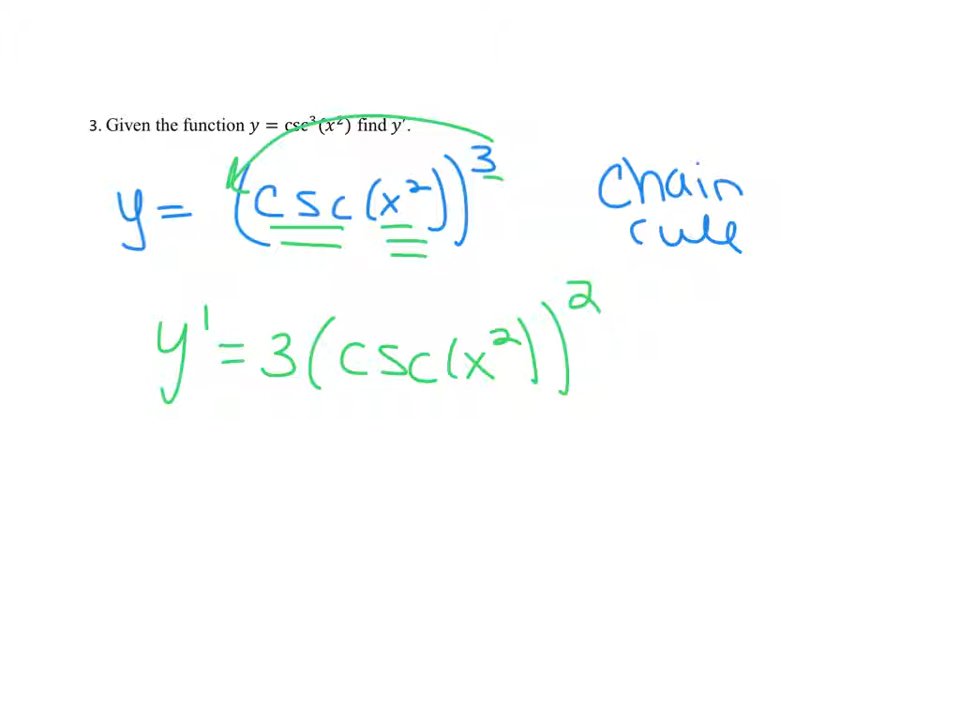 3. Given the function y = csc³(x²) find y'.
y = (csc(x²))³
chain
rule
y' = 3(csc(x²))²